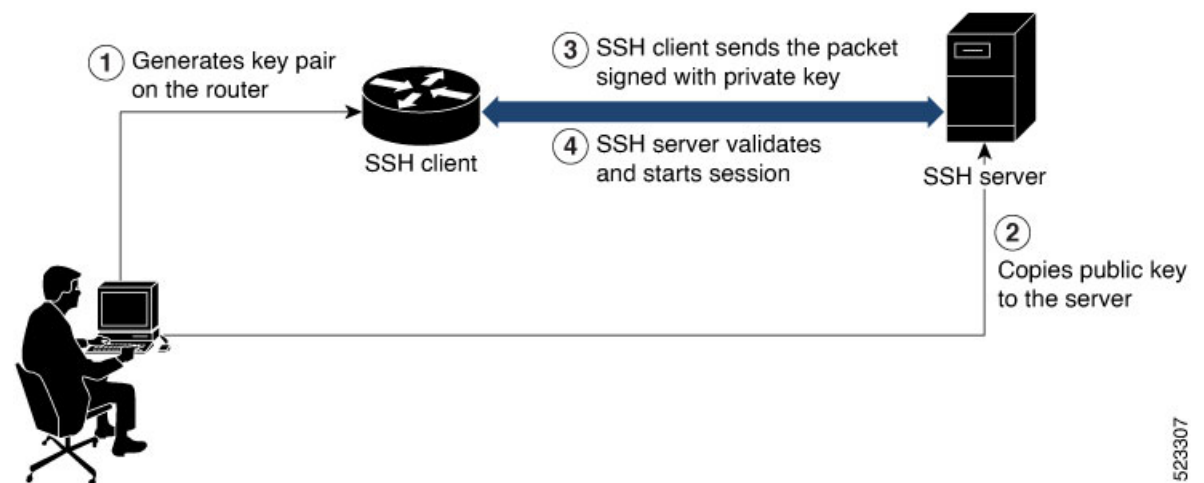 1 Generates key pair
on the router
SSH client
3 SSH client sends the packet
signed with private key
4 SSH server validates
and starts session
SSH server
2
Copies public key
to the server
523307